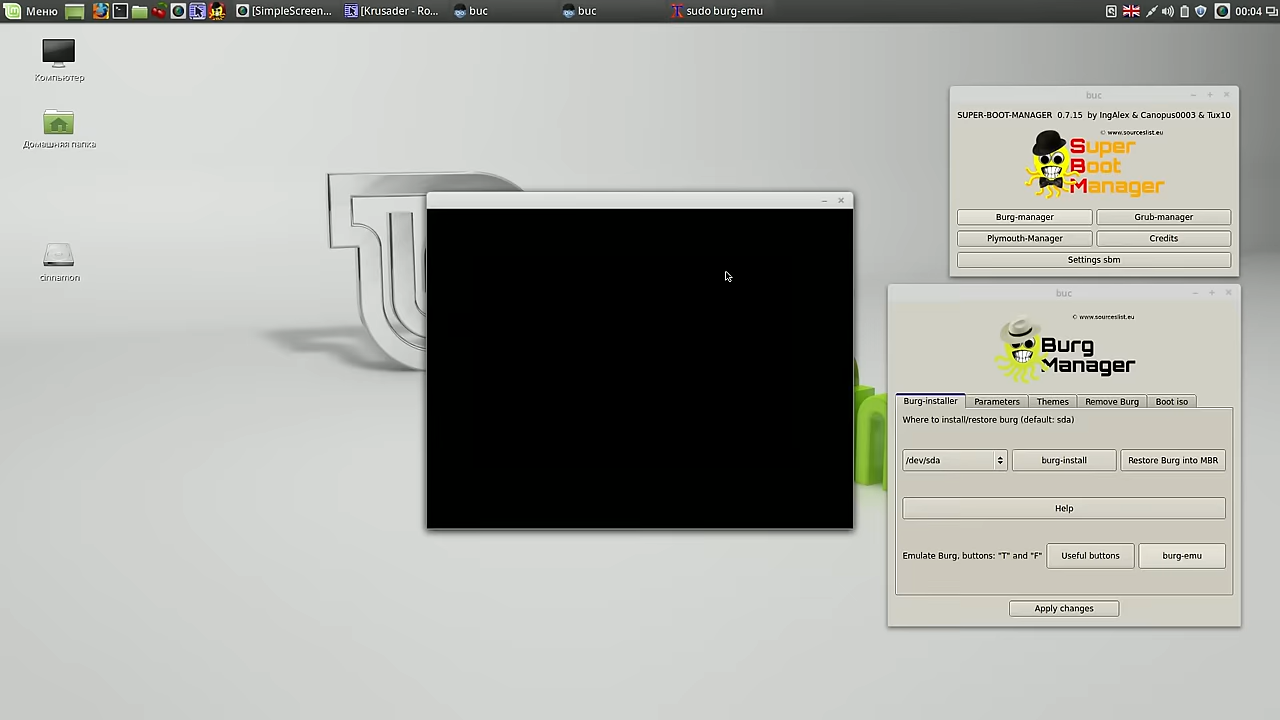 Меню
[SimpleScreen...
[Krusader - Ro...
buc
buc
sudo burg-emu
00:04
Компьютер
Домашняя папка
cinnamon
buc
SUPER-BOOT-MANAGER 0.7.15 by IngAlex & Canopus0003 & Tux10
© www.sourceslist.eu
Super
Boot
Manager
Burg-manager
Grub-manager
Plymouth-Manager
Credits
Settings sbm
buc
© www.sourceslist.eu
Burg
Manager
Burg-installer
Parameters
Themes
Remove Burg
Boot iso
Where to install/restore burg (default: sda)
/dev/sda
burg-install
Restore Burg into MBR
Help
Emulate Burg, buttons: "T" and "F"
Useful buttons
burg-emu
Apply changes